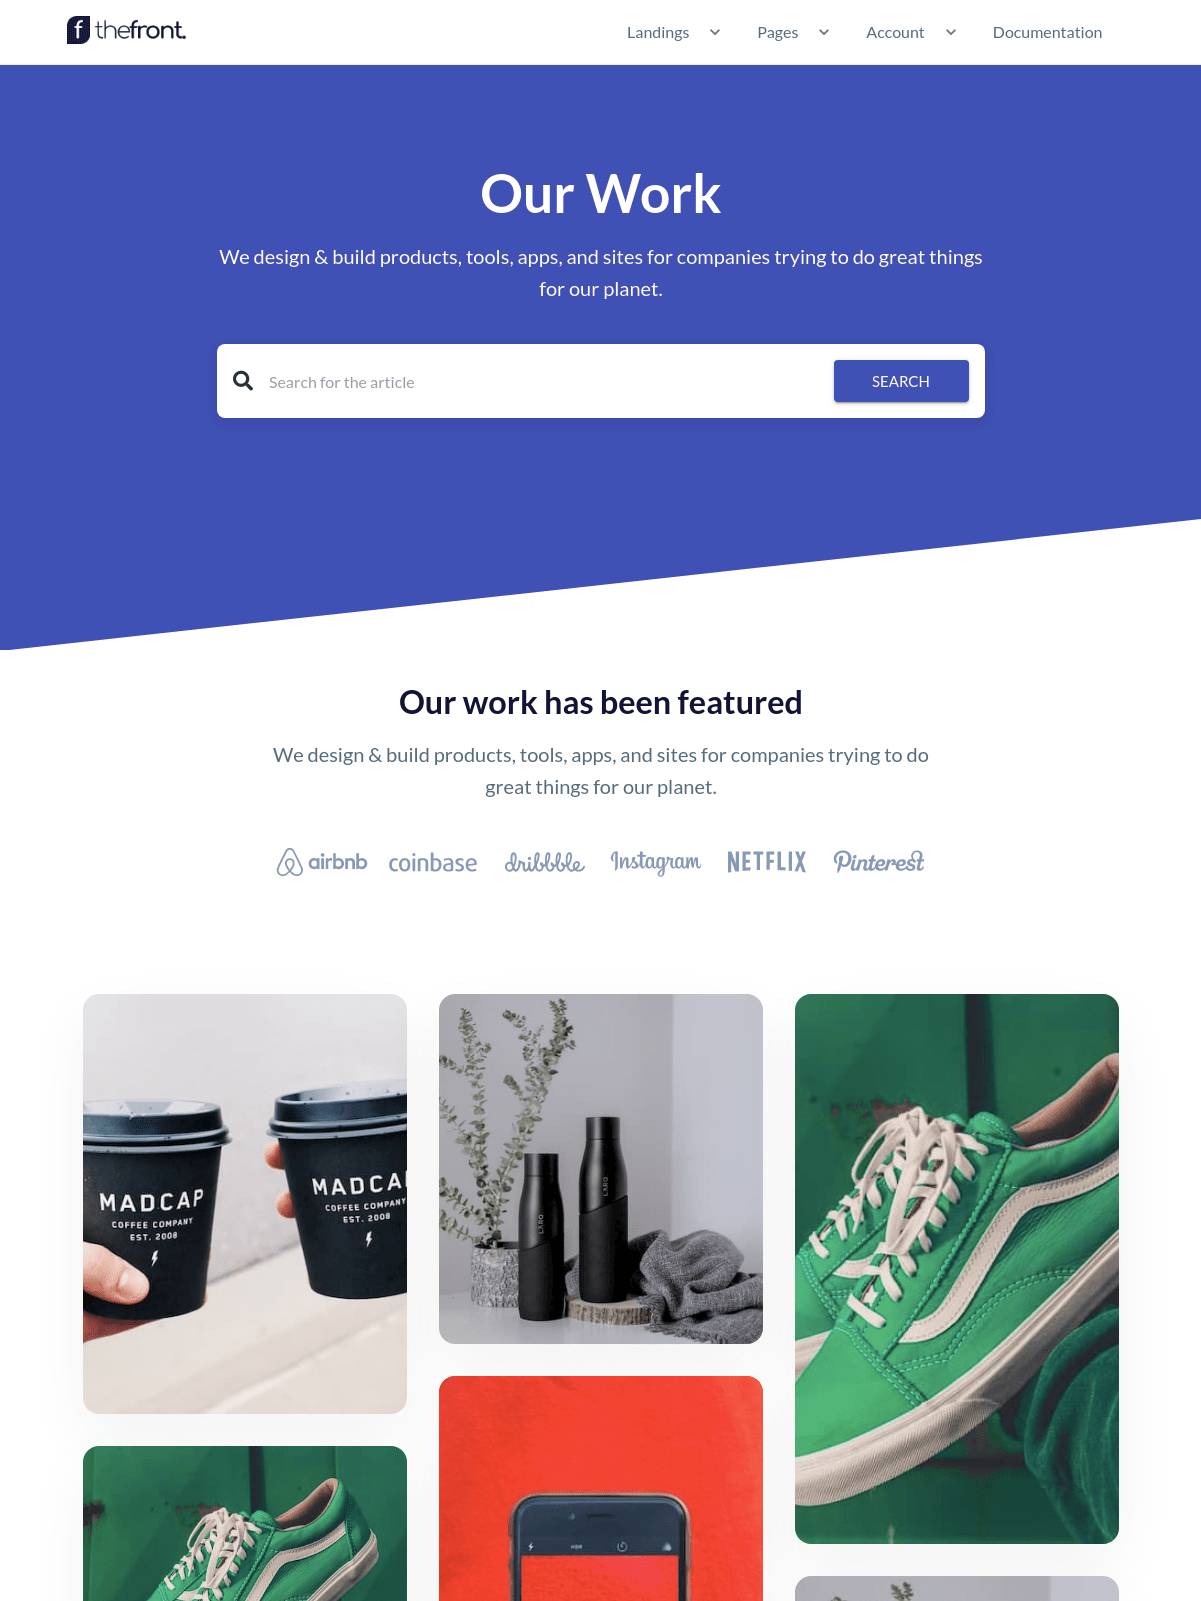 f thefront.
Landings Pages Account Documentation
Our Work
We design & build products, tools, apps, and sites for companies trying to do great things
for our planet.
Search for the article
SEARCH
Our work has been featured
We design & build products, tools, apps, and sites for companies trying to do
great things for our planet.
airbnb coinbase dribbble Instagram NETFLIX Pinterest
MADCAP
COFFEE COMPANY
EST. 2008
MADCAP
COFFEE COMPANY
EST. 2008
LARQ
LARQ
HDR